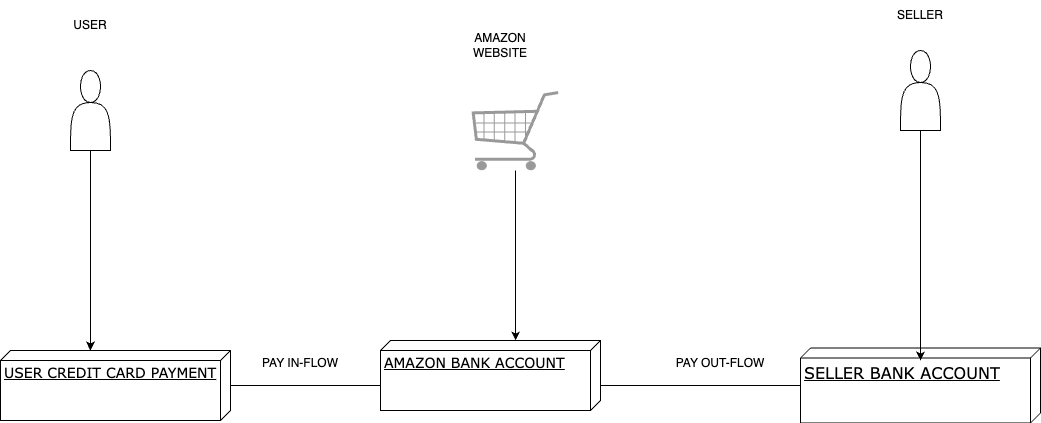 USER
AMAZON
WEBSITE
SELLER
USER CREDIT CARD PAYMENT
PAY IN-FLOW
AMAZON BANK ACCOUNT
PAY OUT-FLOW
SELLER BANK ACCOUNT